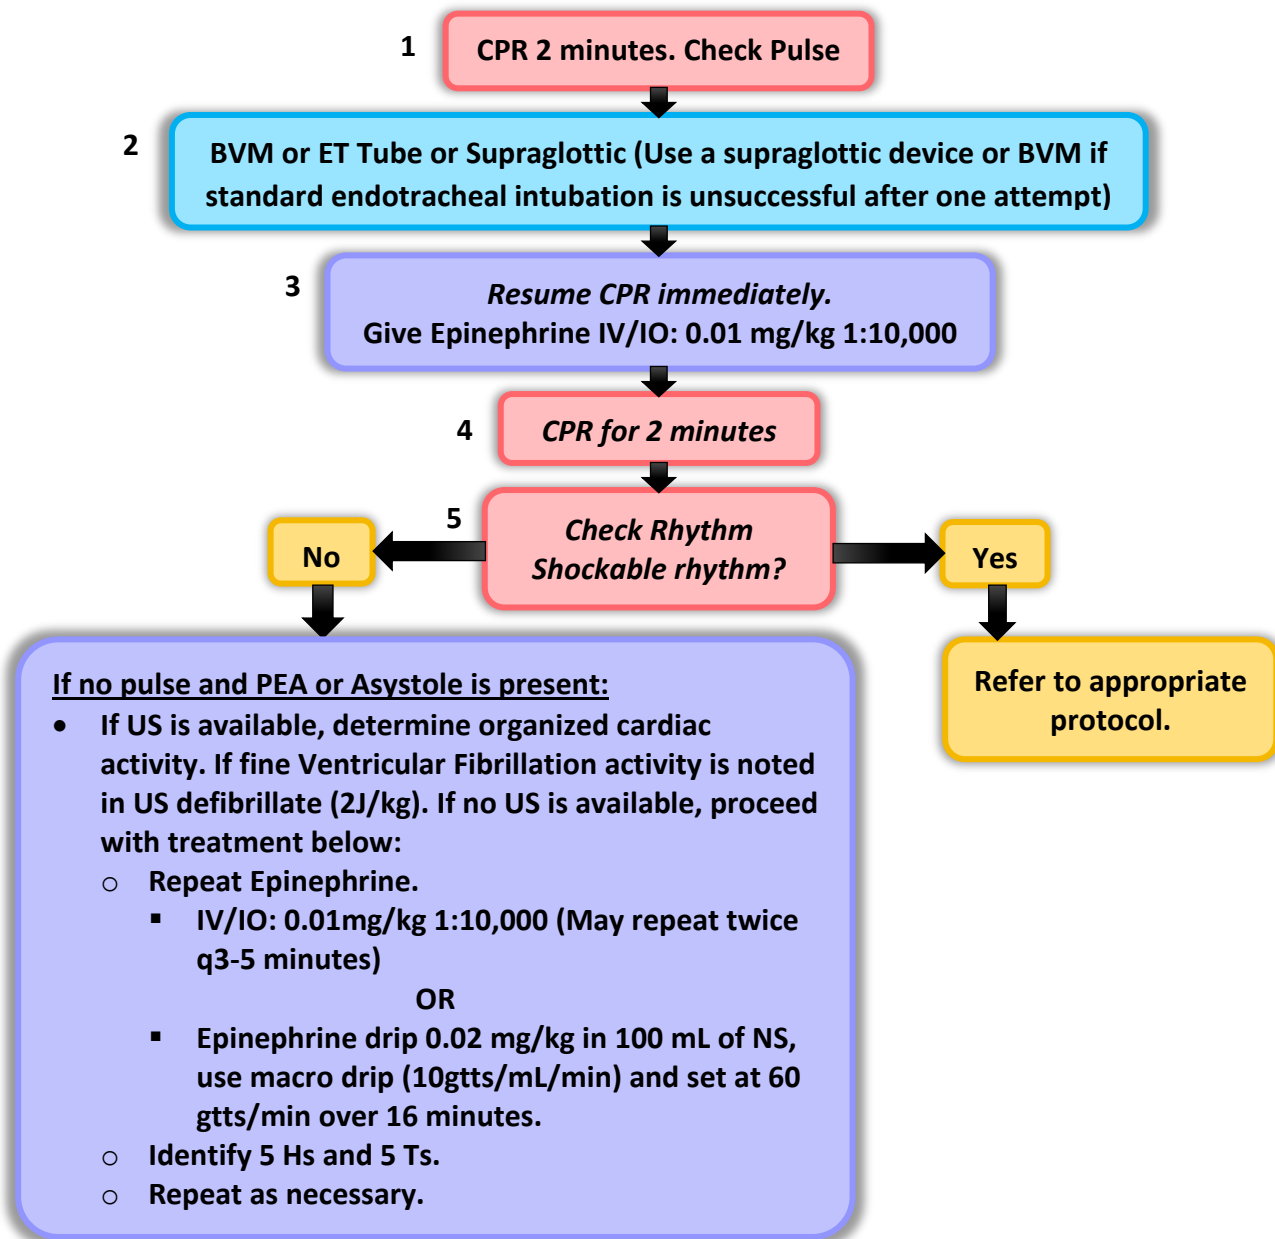 1
CPR 2 minutes. Check Pulse
2
BVM or ET Tube or Supraglottic (Use a supraglottic device or BVM if
standard endotracheal intubation is unsuccessful after one attempt)
3
Resume CPR immediately.
Give Epinephrine IV/IO: 0.01 mg/kg 1:10,000
4
CPR for 2 minutes
5
Check Rhythm
Shockable rhythm?
No
Yes
If no pulse and PEA or Asystole is present:
• If US is available, determine organized cardiac
activity. If fine Ventricular Fibrillation activity is noted
in US defibrillate (2J/kg). If no US is available, proceed
with treatment below:
o Repeat Epinephrine.
▪ IV/IO: 0.01mg/kg 1:10,000 (May repeat twice
q3-5 minutes)
OR
▪ Epinephrine drip 0.02 mg/kg in 100 mL of NS,
use macro drip (10gtts/mL/min) and set at 60
gtts/min over 16 minutes.
o Identify 5 Hs and 5 Ts.
o Repeat as necessary.
Refer to appropriate
protocol.